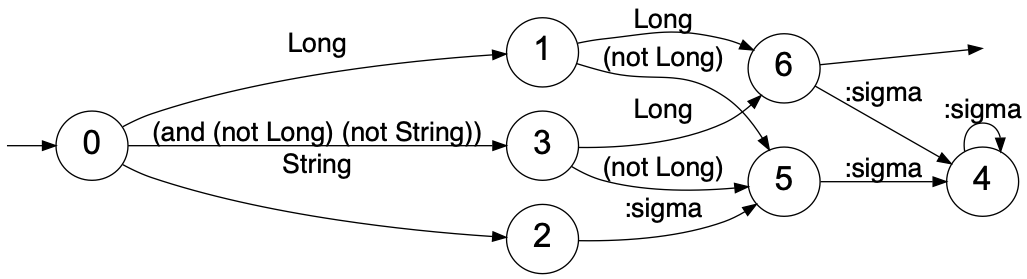 Long
Long
(not Long)
1
6
:sigma
:sigma
0
(and (not Long) (not String))
3
Long
String
(not Long)
5
:sigma
4
:sigma
2